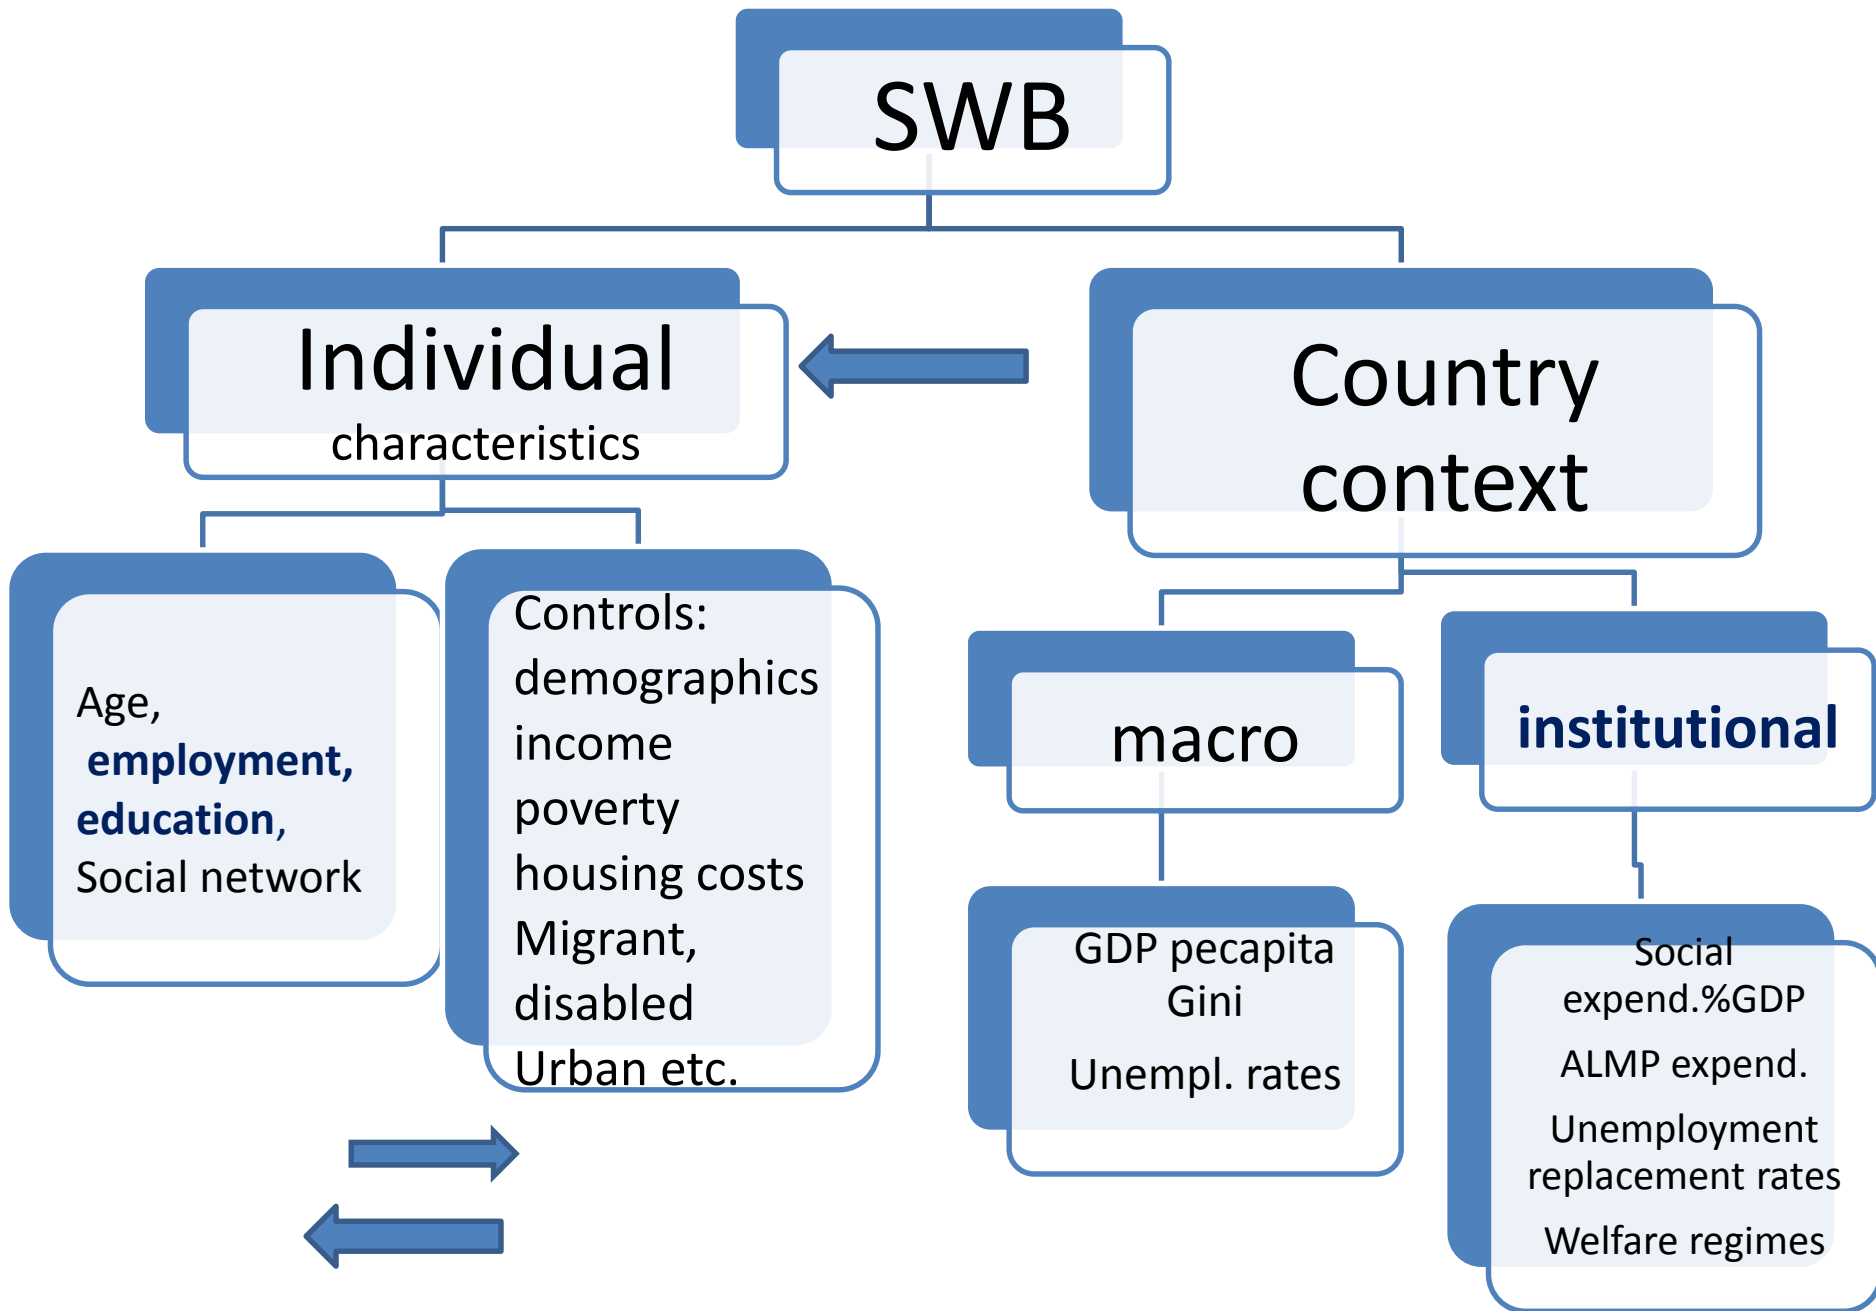 SWB
Individual
characteristics
Country
context
Age,
employment,
education,
Social network
Controls:
demographics
income
poverty
housing costs
Migrant,
disabled
Urban etc.
macro
institutional
GDP pecapita
Gini
Unempl. rates
Social
expend.%GDP
ALMP expend.
Unemployment
replacement rates
Welfare regimes